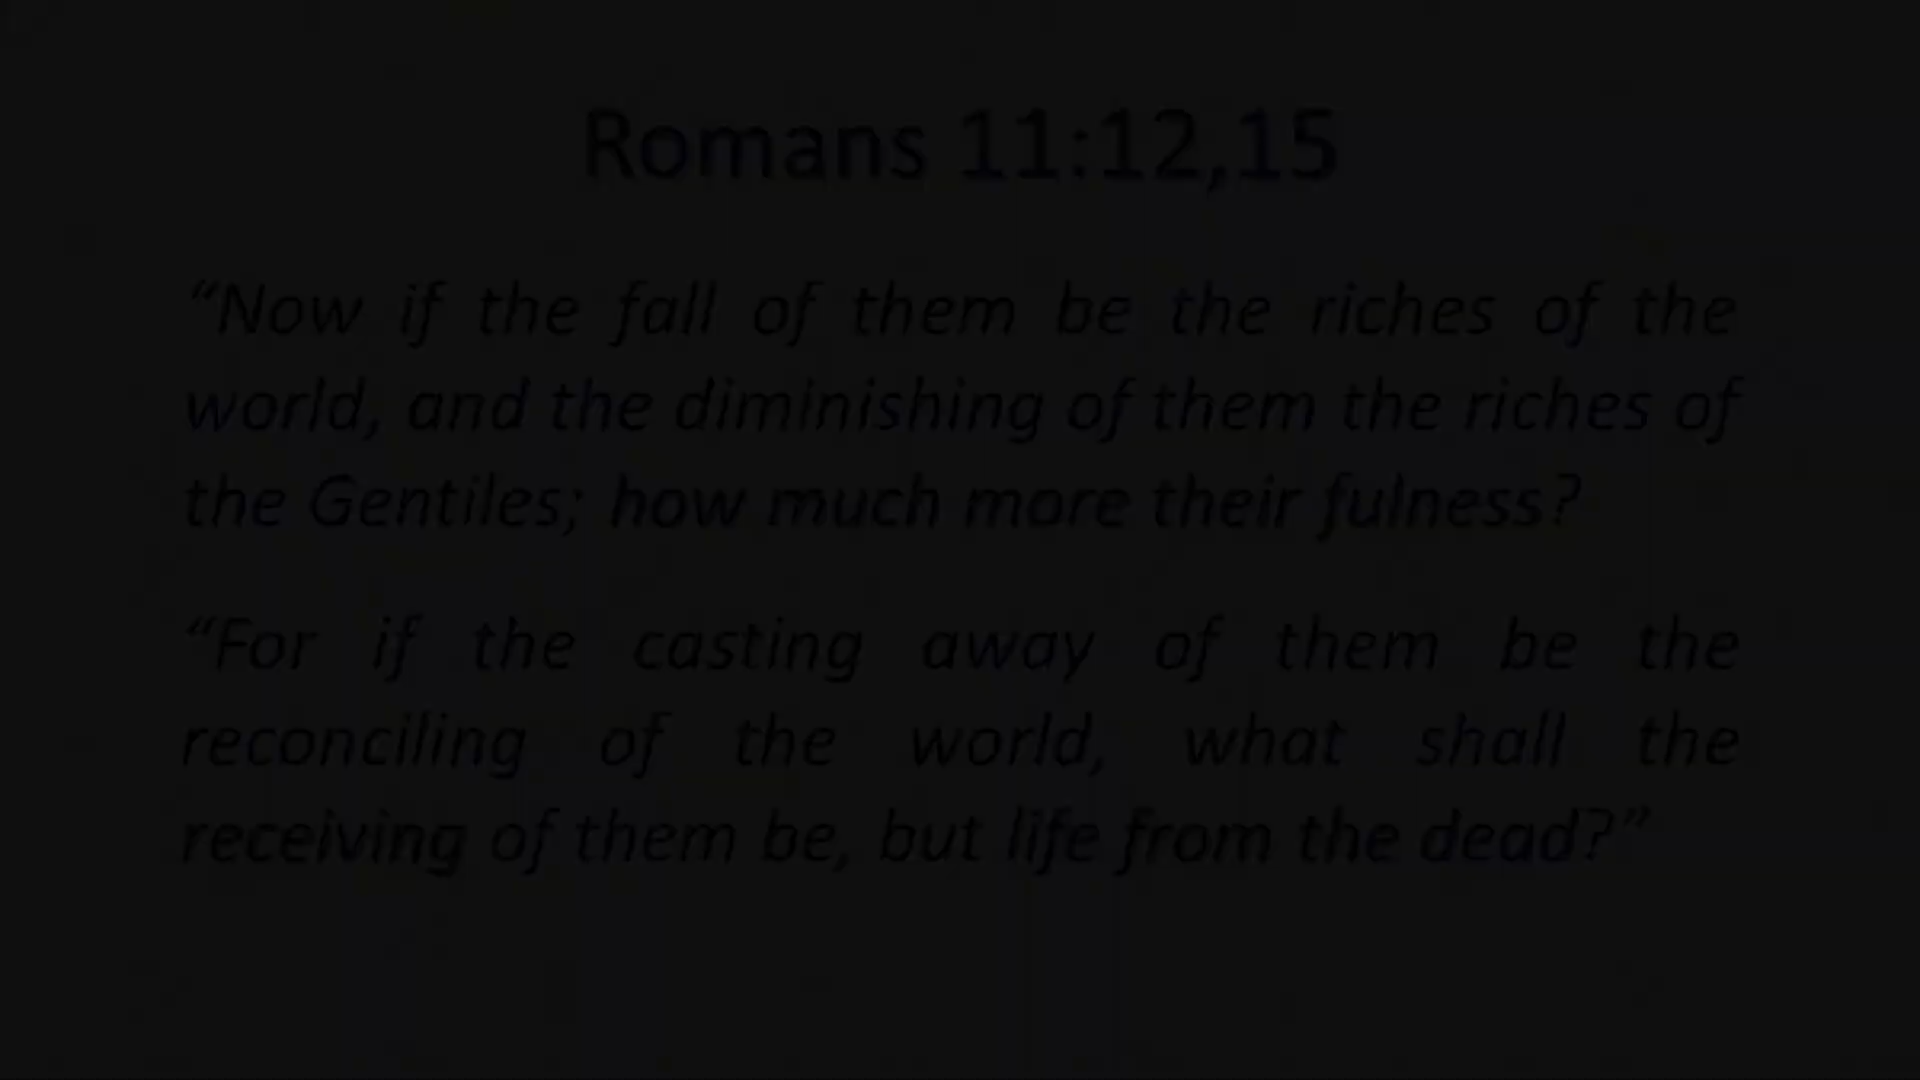 Romans 11:12,15
“Now if the fall of them be the riches of the
world, and the diminishing of them the riches of
the Gentiles; how much more their fulness?
“For if the casting away of them be the
reconciling of the world, what shall the
receiving of them be, but life from the dead?”